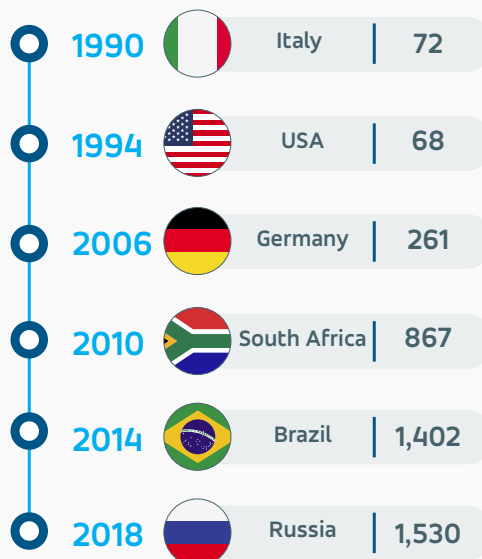 1990 Italy 72
1994 USA 68
2006 Germany 261
2010 South Africa 867
2014 Brazil 1,402
2018 Russia 1,530